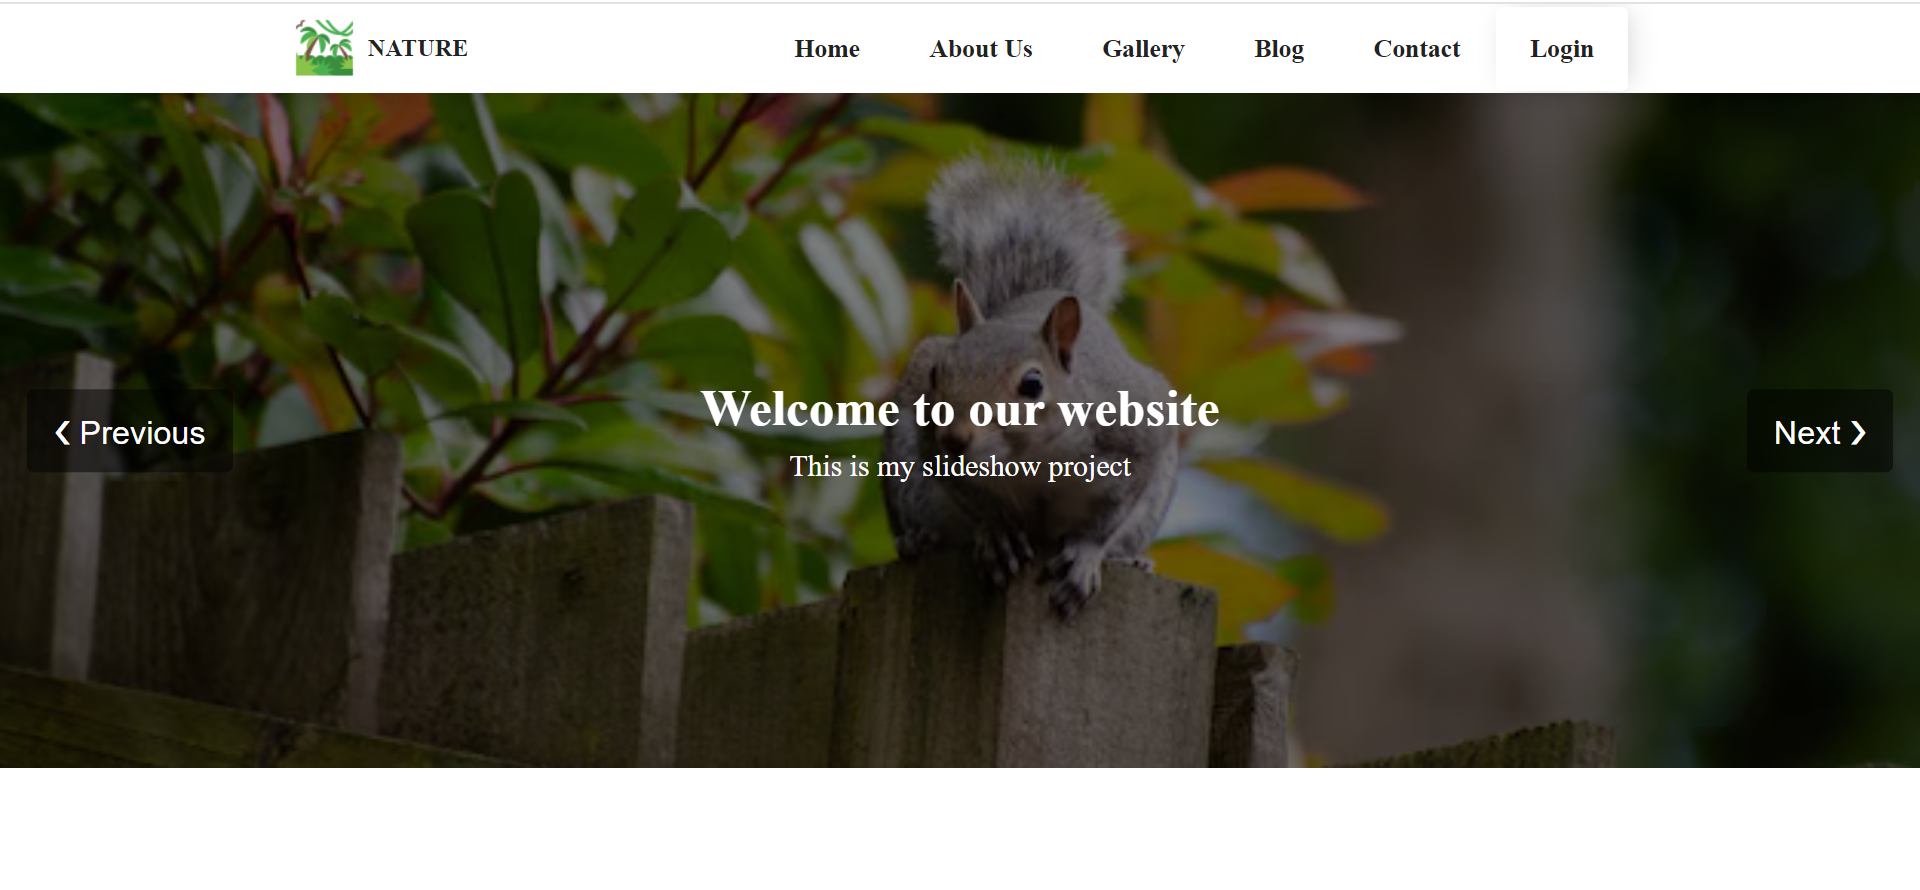 NATURE
Home About Us Gallery Blog Contact Login
Welcome to our website
❮ Previous
Next ❯
This is my slideshow project